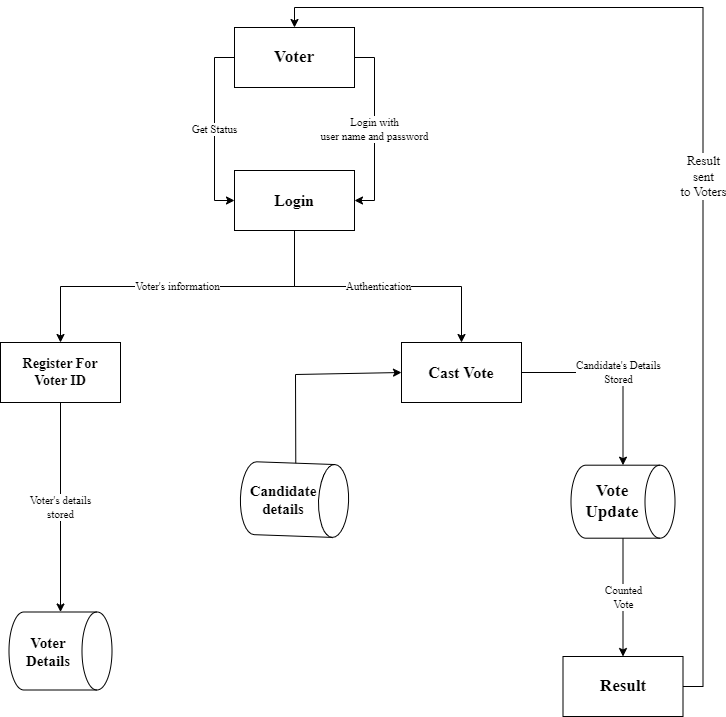 Voter
Get Status
Login with
user name and password
Result
sent
to Voters
Login
Voter's information
Authentication
Register For
Voter ID
Cast Vote
Candidate's Details
Stored
Candidate
details
Vote
Update
Voter's details
stored
Counted
Vote
Voter
Details
Result